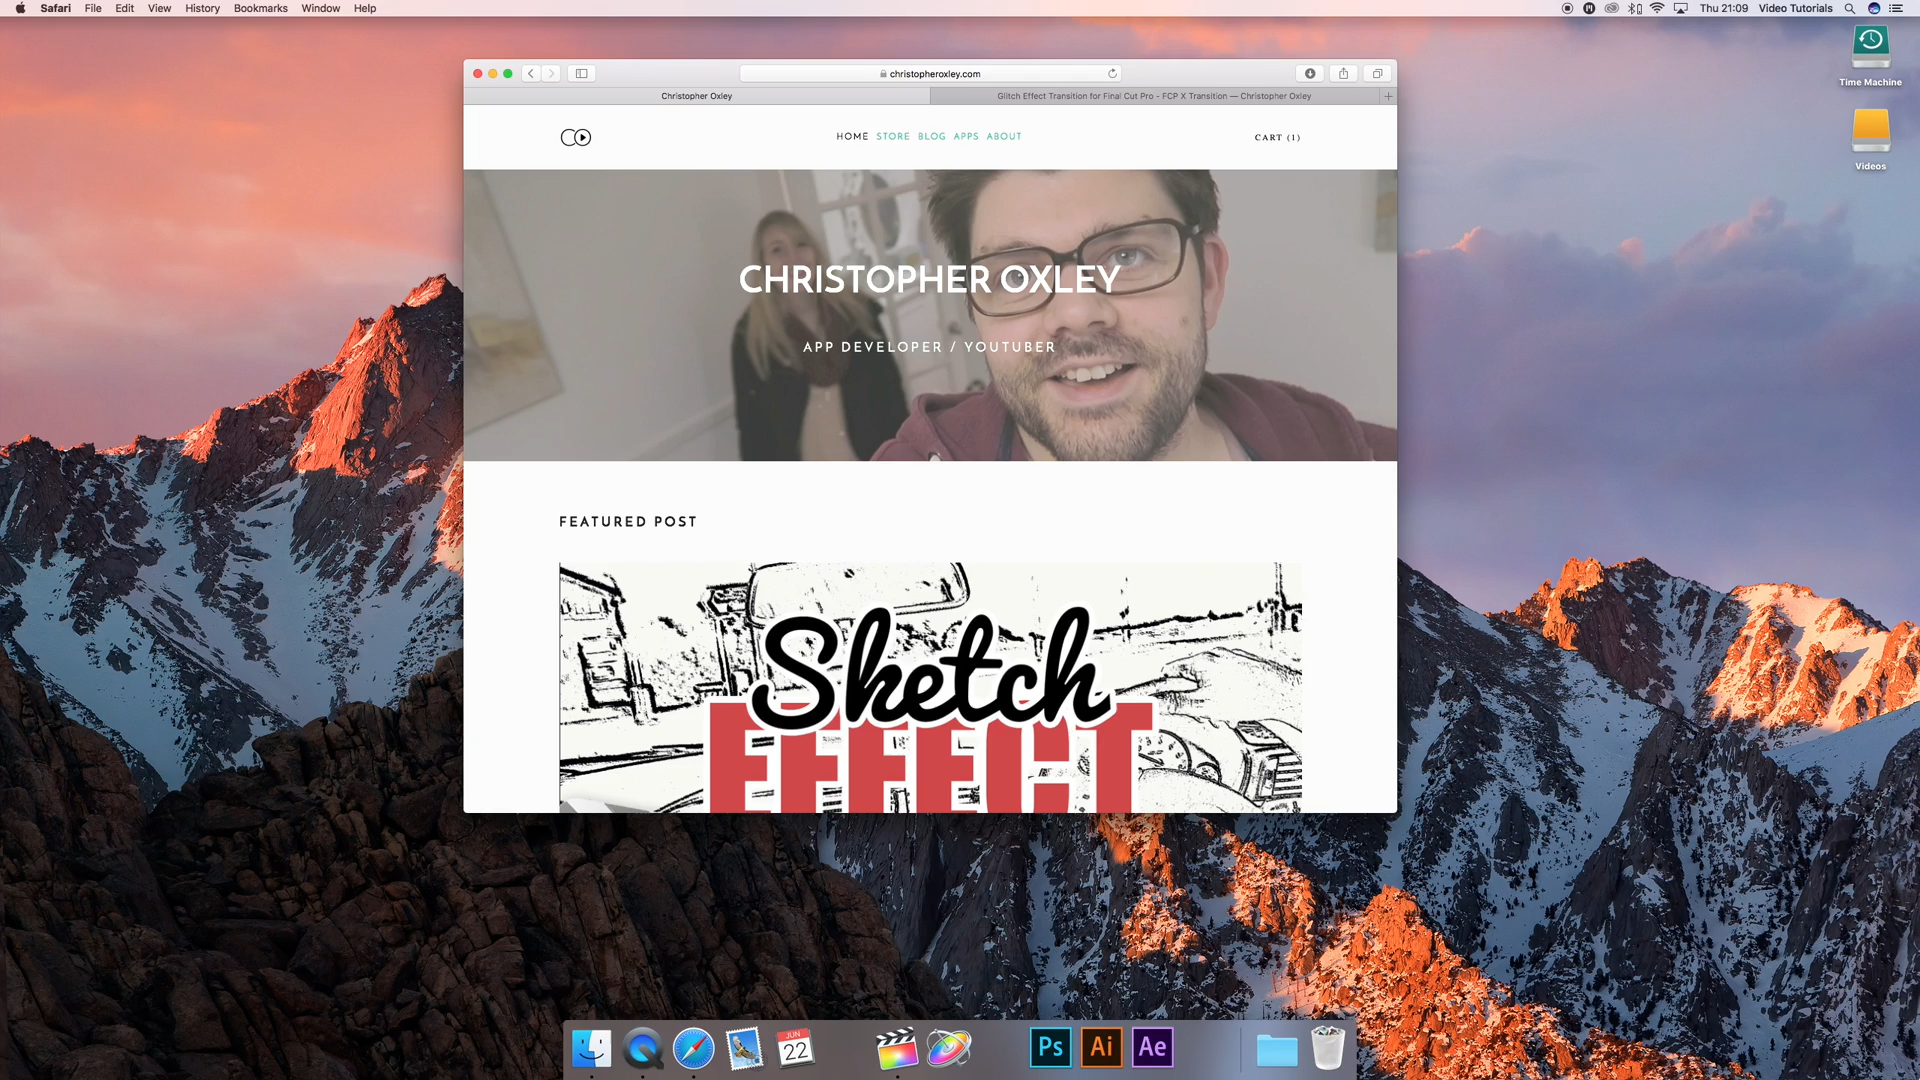 Safari File Edit View History Bookmarks Window Help
Thu 21:09 Video Tutorials
Time Machine
Videos
christopheroxley.com
Christopher Oxley
Glitch Effect Transition for Final Cut Pro - FCP X Transition — Christopher Oxley
HOME STORE BLOG APPS ABOUT
CART (1)
CHRISTOPHER OXLEY
APP DEVELOPER / YOUTUBER
FEATURED POST
Sketch
EFFECT
JUN
22
Ps Ai Ae